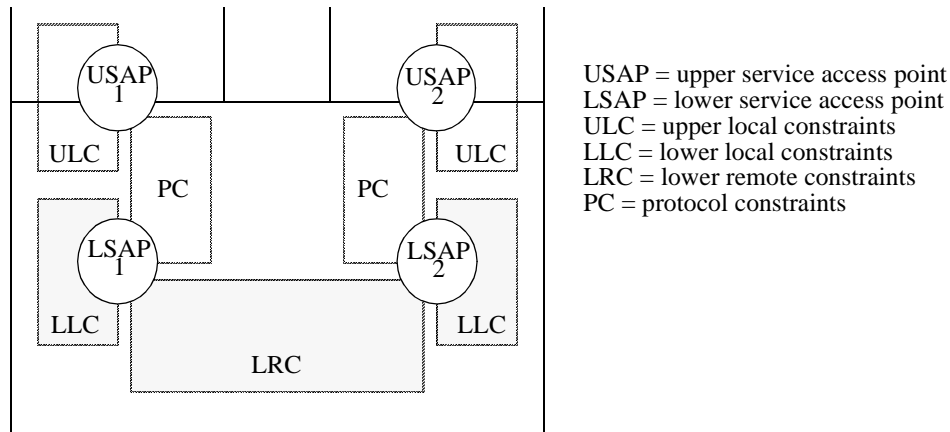 USAP
1
USAP
2
ULC
ULC
PC
PC
LSAP
1
LSAP
2
LLC
LLC
LRC
USAP = upper service access point
LSAP = lower service access point
ULC = upper local constraints
LLC = lower local constraints
LRC = lower remote constraints
PC = protocol constraints